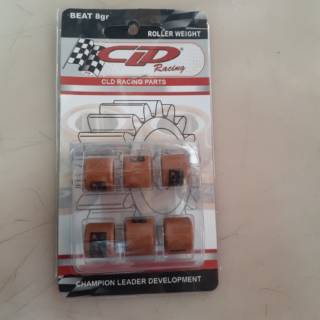 BEAT 8gr
ROLLER WEIGHT
CLD
Racing
CLD RACING PARTS
CHAMPION LEADER DEVELOPMENT